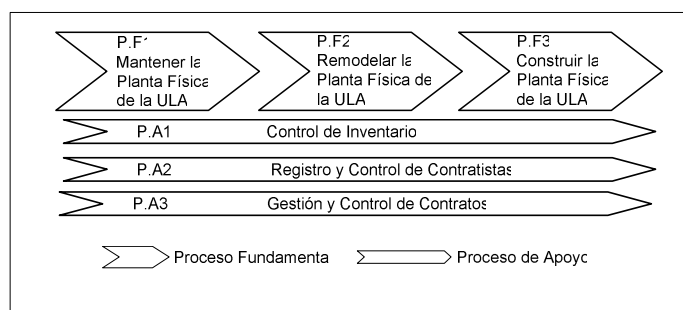 P.F1
Mantener la
Planta Física
de la ULA
P.F2
Remodelar la
Planta Física de
la ULA
P.F3
Construir la
Planta Física
de la ULA
P.A1 Control de Inventario
P.A2 Registro y Control de Contratistas
P.A3 Gestión y Control de Contratos
Proceso Fundamenta
Proceso de Apoyo